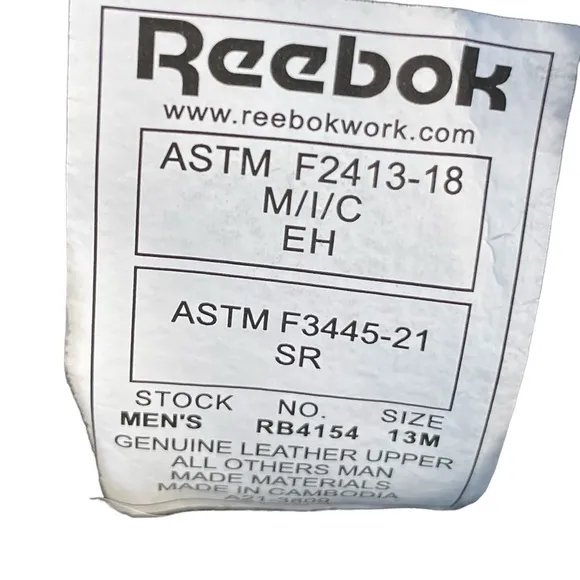 Reebok
www.reebokwork.com
ASTM F2413-18
M/I/C
EH
ASTM F3445-21
SR
STOCK NO. SIZE
MEN'S RB4154 13M
GENUINE LEATHER UPPER
ALL OTHERS MAN
MADE MATERIALS
MADE IN CAMBODIA